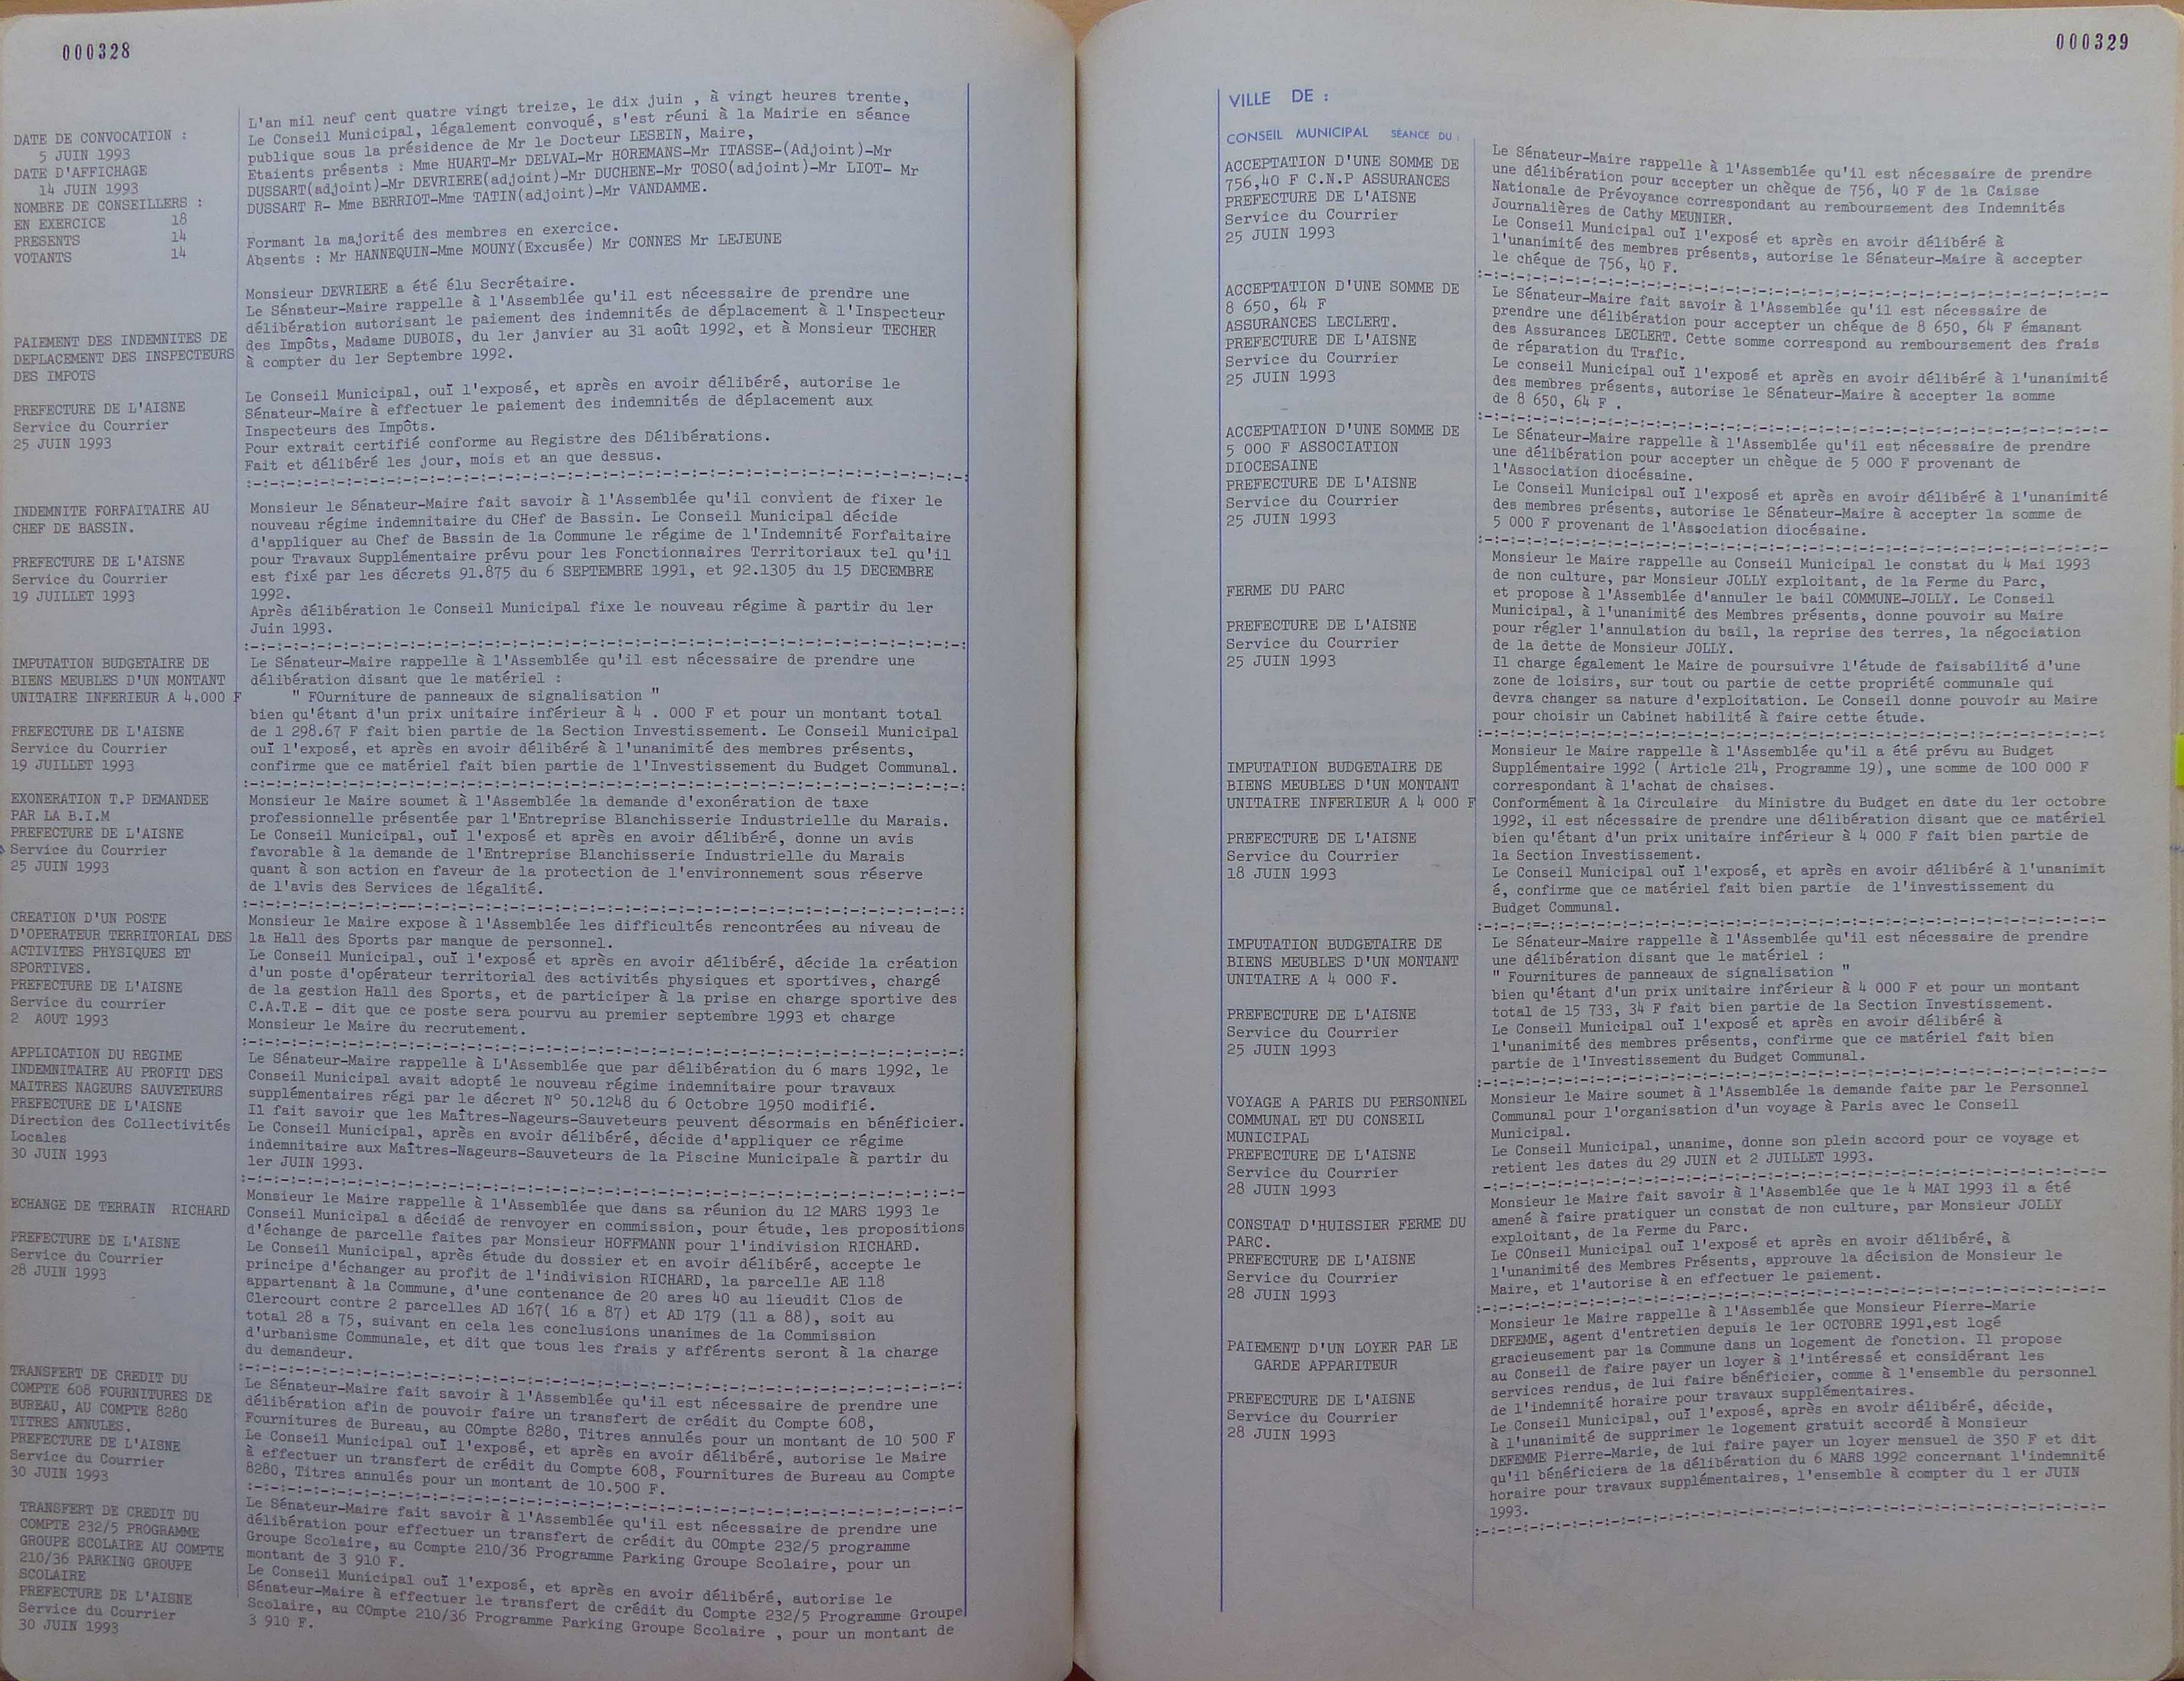 000328
DATE DE CONVOCATION :
5 JUIN 1993
DATE D'AFFICHAGE
14 JUIN 1993
NOMBRE DE CONSEILLERS :
EN EXERCICE 18
PRESENTS 14
VOTANTS 14
L'an mil neuf cent quatre vingt treize, le dix juin , à vingt heures trente,
Le Conseil Municipal, légalement convoqué, s'est réuni à la Mairie en séance
publique sous la présidence de Mr le Docteur LESEIN, Maire,
Etaient présents : Mme HUART-Mr DELVAL-Mr HOREMANS-Mr ITASSE-(Adjoint)-Mr
DUSSART(adjoint)-Mr DEVRIERE(adjoint)-Mr DUCHENE-Mr TOSO(adjoint)-Mr LIOT- Mr
DUSSART R- Mme BERRIOT-Mme TATIN(adjoint)-Mr VANDAMME.
Formant la majorité des membres en exercice.
Absents : Mr HANNEQUIN-Mme MOUNY(Excusée) Mr CONNES Mr LEJEUNE
Monsieur DEVRIERE a été élu Secrétaire.
PAIEMENT DES INDEMNITES DE
DEPLACEMENT DES INSPECTEURS
DES IMPOTS
PREFECTURE DE L'AISNE
Service du Courrier
25 JUIN 1993
Le Sénateur-Maire rappelle à l'Assemblée qu'il est nécessaire de prendre une
délibération autorisant le paiement des indemnités de déplacement à l'Inspecteur
des Impôts, Madame DUBOIS, du 1er janvier au 31 août 1992, et à Monsieur TECHER
à compter du 1er Septembre 1992.
Le Conseil Municipal, ouï l'exposé, et après en avoir délibéré, autorise le
Sénateur-Maire à effectuer le paiement des indemnités de déplacement aux
Inspecteurs des Impôts.
Pour extrait certifié conforme au Registre des Délibérations.
Fait et délibéré les jour, mois et an que dessus.
INDEMNITE FORFAITAIRE AU
CHEF DE BASSIN.
PREFECTURE DE L'AISNE
Service du Courrier
19 JUILLET 1993
Monsieur le Sénateur-Maire fait savoir à l'Assemblée qu'il convient de fixer le
nouveau régime indemnitaire du CHef de Bassin. Le Conseil Municipal décide
d'appliquer au Chef de Bassin de la Commune le régime de l'Indemnité Forfaitaire
pour Travaux Supplémentaire prévu pour les Fonctionnaires Territoriaux tel qu'il
est fixé par les décrets 91.875 du 6 SEPTEMBRE 1991, et 92.1305 du 15 DECEMBRE
1992.
Après délibération le Conseil Municipal fixe le nouveau régime à partir du 1er
Juin 1993.
IMPUTATION BUDGETAIRE DE
BIENS MEUBLES D'UN MONTANT
UNITAIRE INFERIEUR A 4.000 F
PREFECTURE DE L'AISNE
Service du Courrier
19 JUILLET 1993
Le Sénateur-Maire rappelle à l'Assemblée qu'il est nécessaire de prendre une
délibération disant que le matériel :
" FOurniture de panneaux de signalisation "
bien qu'étant d'un prix unitaire inférieur à 4 . 000 F et pour un montant total
de 1 298.67 F fait bien partie de la Section Investissement. Le Conseil Municipal
ouï l'exposé, et après en avoir délibéré à l'unanimité des membres présents,
confirme que ce matériel fait bien partie de l'Investissement du Budget Communal.
EXONERATION T.P DEMANDEE
PAR LA B.I.M
PREFECTURE DE L'AISNE
Service du Courrier
25 JUIN 1993
Monsieur le Maire soumet à l'Assemblée la demande d'exonération de taxe
professionnelle présentée par l'Entreprise Blanchisserie Industrielle du Marais.
Le Conseil Municipal, ouï l'exposé et après en avoir délibéré, donne un avis
favorable à la demande de l'Entreprise Blanchisserie Industrielle du Marais
quant à son action en faveur de la protection de l'environnement sous réserve
de l'avis des Services de légalité.
CREATION D'UN POSTE
D'OPERATEUR TERRITORIAL DES
ACTIVITES PHYSIQUES ET
SPORTIVES.
PREFECTURE DE L'AISNE
Service du courrier
2 AOUT 1993
Monsieur le Maire expose à l'Assemblée les difficultés rencontrées au niveau de
la Hall des Sports par manque de personnel.
Le Conseil Municipal, ouï l'exposé et après en avoir délibéré, décide la création
d'un poste d'opérateur territorial des activités physiques et sportives, chargé
de la gestion Hall des Sports, et de participer à la prise en charge sportive des
C.A.T.E - dit que ce poste sera pourvu au premier septembre 1993 et charge
Monsieur le Maire du recrutement.
APPLICATION DU REGIME
INDEMNITAIRE AU PROFIT DES
MAITRES NAGEURS SAUVETEURS
PREFECTURE DE L'AISNE
Direction des Collectivités
Locales
30 JUIN 1993
Le Sénateur-Maire rappelle à L'Assemblée que par délibération du 6 mars 1992, le
Conseil Municipal avait adopté le nouveau régime indemnitaire pour travaux
supplémentaires régi par le décret N° 50.1248 du 6 Octobre 1950 modifié.
Il fait savoir que les Maîtres-Nageurs-Sauveteurs peuvent désormais en bénéficier.
Le Conseil Municipal, après en avoir délibéré, décide d'appliquer ce régime
indemnitaire aux Maîtres-Nageurs-Sauveteurs de la Piscine Municipale à partir du
1er JUIN 1993.
ECHANGE DE TERRAIN RICHARD
PREFECTURE DE L'AISNE
Service du Courrier
28 JUIN 1993
Monsieur le Maire rappelle à l'Assemblée que dans sa réunion du 12 MARS 1993 le
Conseil Municipal a décidé de renvoyer en commission, pour étude, les propositions
d'échange de parcelle faites par Monsieur HOFFMANN pour l'indivision RICHARD.
Le Conseil Municipal, après étude du dossier et en avoir délibéré, accepte le
principe d'échanger au profit de l'indivision RICHARD, la parcelle AE 118
appartenant à la Commune, d'une contenance de 20 ares 40 au lieudit Clos de
Clercourt contre 2 parcelles AD 167( 16 a 87) et AD 179 (11 a 88), soit au
total 28 a 75, suivant en cela les conclusions unanimes de la Commission
d'urbanisme Communale, et dit que tous les frais y afférents seront à la charge
du demandeur.
TRANSFERT DE CREDIT DU
COMPTE 608 FOURNITURES DE
BUREAU, AU COMPTE 8280
TITRES ANNULES.
PREFECTURE DE L'AISNE
Service du Courrier
30 JUIN 1993
Le Sénateur-Maire fait savoir à l'Assemblée qu'il est nécessaire de prendre une
délibération afin de pouvoir faire un transfert de crédit du Compte 608,
Fournitures de Bureau, au COmpte 8280, Titres annulés pour un montant de 10 500 F
Le Conseil Municipal ouï l'exposé, et après en avoir délibéré, autorise le Maire
à effectuer un transfert de crédit du Compte 608, Fournitures de Bureau au Compte
8280, Titres annulés pour un montant de 10.500 F.
TRANSFERT DE CREDIT DU
COMPTE 232/5 PROGRAMME
GROUPE SCOLAIRE AU COMPTE
210/36 PARKING GROUPE
SCOLAIRE
PREFECTURE DE L'AISNE
Service du Courrier
30 JUIN 1993
Le Sénateur-Maire fait savoir à l'Assemblée qu'il est nécessaire de prendre une
délibération pour effectuer un transfert de crédit du COmpte 232/5 programme
Groupe Scolaire, au Compte 210/36 Programme Parking Groupe Scolaire, pour un
montant de 3 910 F.
Le Conseil Municipal ouï l'exposé, et après en avoir délibéré, autorise le
Sénateur-Maire à effectuer le transfert de crédit du Compte 232/5 Programme Groupe
Scolaire, au COmpte 210/36 Programme Parking Groupe Scolaire , pour un montant de
3 910 F.
000329
VILLE DE :
CONSEIL MUNICIPAL SÉANCE DU :
ACCEPTATION D'UNE SOMME DE
756,40 F C.N.P ASSURANCES
PREFECTURE DE L'AISNE
Service du Courrier
25 JUIN 1993
Le Sénateur-Maire rappelle à l'Assemblée qu'il est nécessaire de prendre
une délibération pour accepter un chèque de 756, 40 F de la Caisse
Nationale de Prévoyance correspondant au remboursement des Indemnités
Journalières de Cathy MEUNIER.
Le Conseil Municipal ouï l'exposé et après en avoir délibéré à
l'unanimité des membres présents, autorise le Sénateur-Maire à accepter
le chéque de 756, 40 F.
ACCEPTATION D'UNE SOMME DE
8 650, 64 F
ASSURANCES LECLERT.
PREFECTURE DE L'AISNE
Service du Courrier
25 JUIN 1993
Le Sénateur-Maire fait savoir à l'Assemblée qu'il est nécessaire de
prendre une délibération pour accepter un chéque de 8 650, 64 F émanant
des Assurances LECLERT. Cette somme correspond au remboursement des frais
de réparation du Trafic.
Le conseil Municipal ouï l'exposé et après en avoir délibéré à l'unanimité
des membres présents, autorise le Sénateur-Maire à accepter la somme
de 8 650, 64 F .
ACCEPTATION D'UNE SOMME DE
5 000 F ASSOCIATION
DIOCESAINE
PREFECTURE DE L'AISNE
Service du Courrier
25 JUIN 1993
Le Sénateur-Maire rappelle à l'Assemblée qu'il est nécessaire de prendre
une délibération pour accepter un chèque de 5 000 F provenant de
l'Association diocésaine.
Le Conseil Municipal ouï l'exposé et après en avoir délibéré à l'unanimité
des membres présents, autorise le Sénateur-Maire à accepter la somme de
5 000 F provenant de l'Association diocésaine.
FERME DU PARC
PREFECTURE DE L'AISNE
Service du Courrier
25 JUIN 1993
Monsieur le Maire rappelle au Conseil Municipal le constat du 4 Mai 1993
de non culture, par Monsieur JOLLY exploitant, de la Ferme du Parc,
et propose à l'Assemblée d'annuler le bail COMMUNE-JOLLY. Le Conseil
Municipal, à l'unanimité des Membres présents, donne pouvoir au Maire
pour régler l'annulation du bail, la reprise des terres, la négociation
de la dette de Monsieur JOLLY.
Il charge également le Maire de poursuivre l'étude de faisabilité d'une
zone de loisirs, sur tout ou partie de cette propriété communale qui
devra changer sa nature d'exploitation. Le Conseil donne pouvoir au Maire
pour choisir un Cabinet habilité à faire cette étude.
IMPUTATION BUDGETAIRE DE
BIENS MEUBLES D'UN MONTANT
UNITAIRE INFERIEUR A 4 000 F
PREFECTURE DE L'AISNE
Service du Courrier
18 JUIN 1993
Monsieur le Maire rappelle à l'Assemblée qu'il a été prévu au Budget
Supplémentaire 1992 ( Article 214, Programme 19), une somme de 100 000 F
correspondant à l'achat de chaises.
Conformément à la Circulaire du Ministre du Budget en date du 1er octobre
1992, il est nécessaire de prendre une délibération disant que ce matériel
bien qu'étant d'un prix unitaire inférieur à 4 000 F fait bien partie de
la Section Investissement.
Le Conseil Municipal ouï l'exposé, et après en avoir délibéré à l'unanimit
é, confirme que ce matériel fait bien partie de l'investissement du
Budget Communal.
IMPUTATION BUDGETAIRE DE
BIENS MEUBLES D'UN MONTANT
UNITAIRE A 4 000 F.
PREFECTURE DE L'AISNE
Service du Courrier
25 JUIN 1993
Le Sénateur-Maire rappelle à l'Assemblée qu'il est nécessaire de prendre
une délibération disant que le matériel :
" Fournitures de panneaux de signalisation "
bien qu'étant d'un prix unitaire inférieur à 4 000 F et pour un montant
total de 15 733, 34 F fait bien partie de la Section Investissement.
Le Conseil Municipal ouï l'exposé et après en avoir délibéré à
l'unanimité des membres présents, confirme que ce matériel fait bien
partie de l'Investissement du Budget Communal.
VOYAGE A PARIS DU PERSONNEL
COMMUNAL ET DU CONSEIL
MUNICIPAL
PREFECTURE DE L'AISNE
Service du Courrier
28 JUIN 1993
Monsieur le Maire soumet à l'Assemblée la demande faite par le Personnel
Communal pour l'organisation d'un voyage à Paris avec le Conseil
Municipal.
Le Conseil Municipal, unanime, donne son plein accord pour ce voyage et
retient les dates du 29 JUIN et 2 JUILLET 1993.
CONSTAT D'HUISSIER FERME DU
PARC.
PREFECTURE DE L'AISNE
Service du Courrier
28 JUIN 1993
Monsieur le Maire fait savoir à l'Assemblée que le 4 MAI 1993 il a été
amené à faire pratiquer un constat de non culture, par Monsieur JOLLY
exploitant, de la Ferme du Parc.
Le COnseil Municipal ouï l'exposé et après en avoir délibéré, à
l'unanimité des Membres Présents, approuve la décision de Monsieur le
Maire, et l'autorise à en effectuer le paiement.
PAIEMENT D'UN LOYER PAR LE
GARDE APPARITEUR
PREFECTURE DE L'AISNE
Service du Courrier
28 JUIN 1993
Monsieur le Maire rappelle à l'Assemblée que Monsieur Pierre-Marie
DEFEMME, agent d'entretien depuis le 1er OCTOBRE 1991,est logé
gracieusement par la Commune dans un logement de fonction. Il propose
au Conseil de faire payer un loyer à l'intéressé et considérant les
services rendus, de lui faire bénéficier, comme à l'ensemble du personnel
de l'indemnité horaire pour travaux supplémentaires.
Le Conseil Municipal, ouï l'exposé, après en avoir délibéré, décide,
à l'unanimité de supprimer le logement gratuit accordé à Monsieur
DEFEMME Pierre-Marie, de lui faire payer un loyer mensuel de 350 F et dit
qu'il bénéficiera de la délibération du 6 MARS 1992 concernant l'indemnité
horaire pour travaux supplémentaires, l'ensemble à compter du 1 er JUIN
1993.